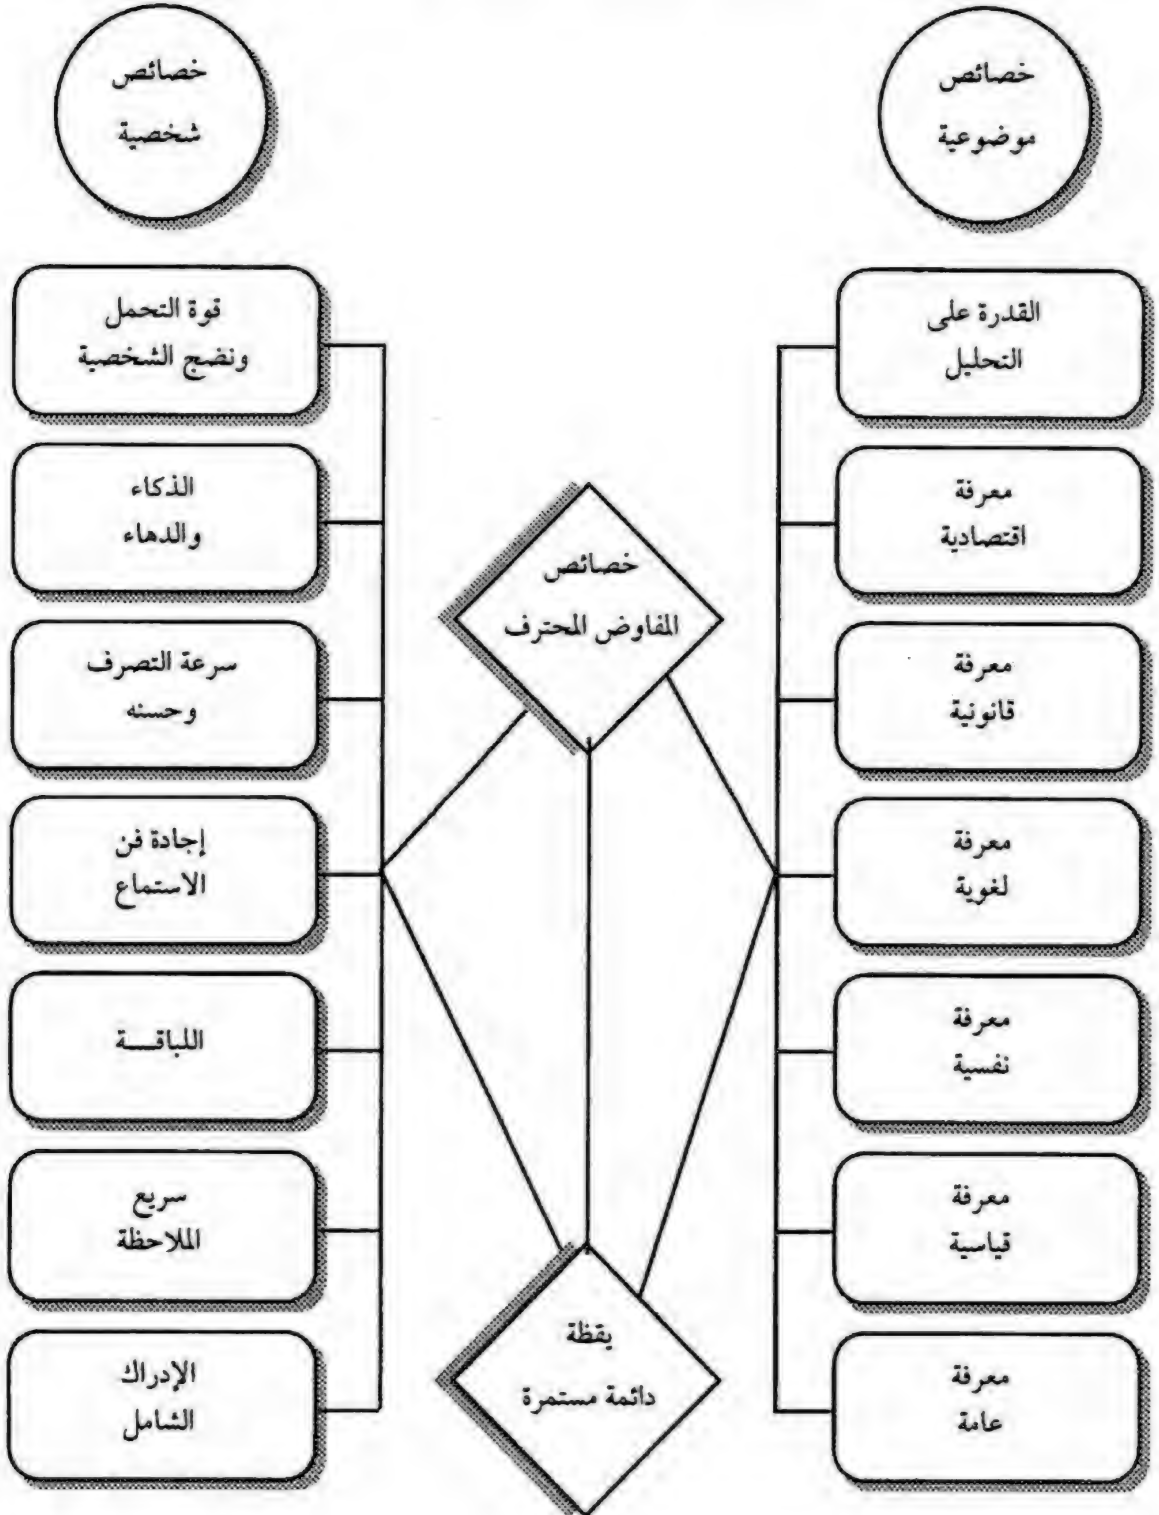 خصائص
موضوعية
القدرة على
التحليل
معرفة
اقتصادية
معرفة
قانونية
معرفة
لغوية
معرفة
نفسية
معرفة
قياسية
معرفة
عامة
خصائص
المفاوض المحترف
يقظة
دائمة مستمرة
خصائص
شخصية
قوة التحمل
ونضج الشخصية
الذكاء
والدهاء
سرعة التصرف
وحسنه
إجادة فن
الاستماع
اللباقـــة
سريع
الملاحظة
الإدراك
الشامل